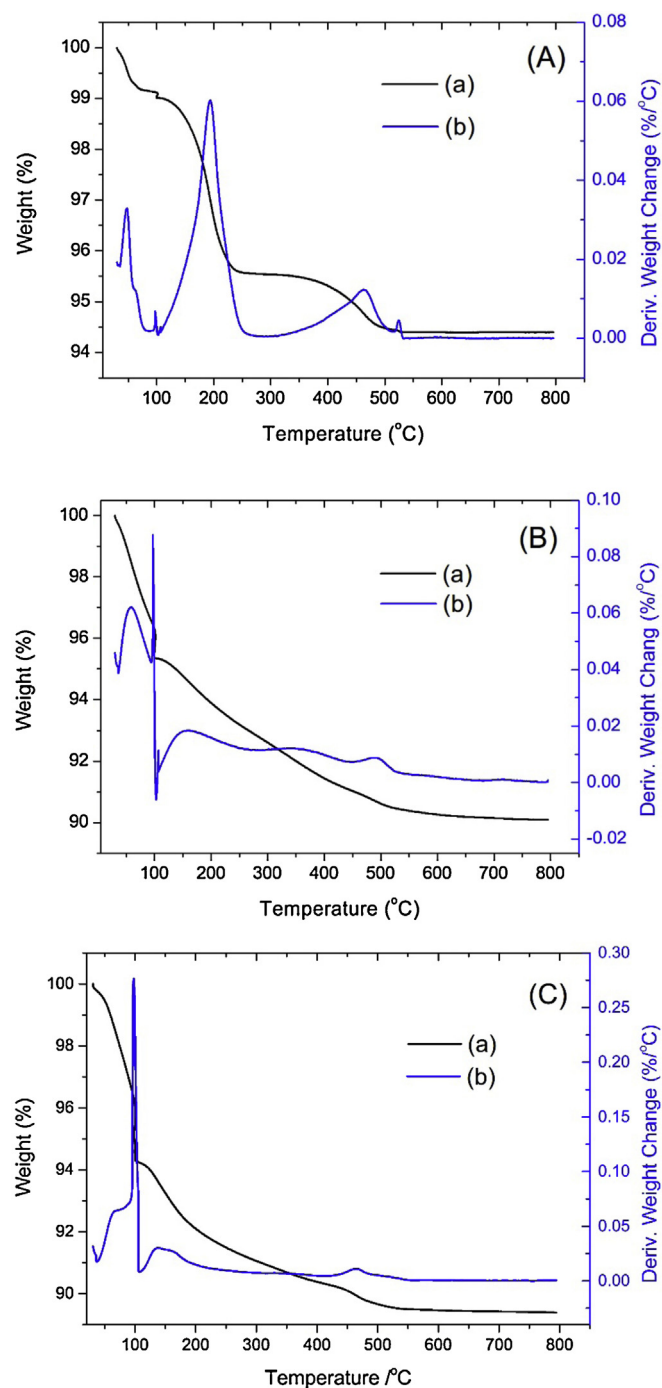 100
99
98
97
96
95
94
Weight (%)
(A)
(a)
(b)
0.08
0.06
0.04
0.02
0.00
Deriv. Weight Change (%/°C)
100 200 300 400 500 600 700 800
Temperature (°C)
100
98
96
94
92
90
Weight (%)
(B)
(a)
(b)
0.10
0.08
0.06
0.04
0.02
0.00
-0.02
Deriv. Weight Chang (%/°C)
100 200 300 400 500 600 700 800
Temperature (°C)
100
98
96
94
92
90
Weight (%)
(C)
(a)
(b)
0.30
0.25
0.20
0.15
0.10
0.05
0.00
Deriv. Weight Change (%/°C)
100 200 300 400 500 600 700 800
Temperature /°C